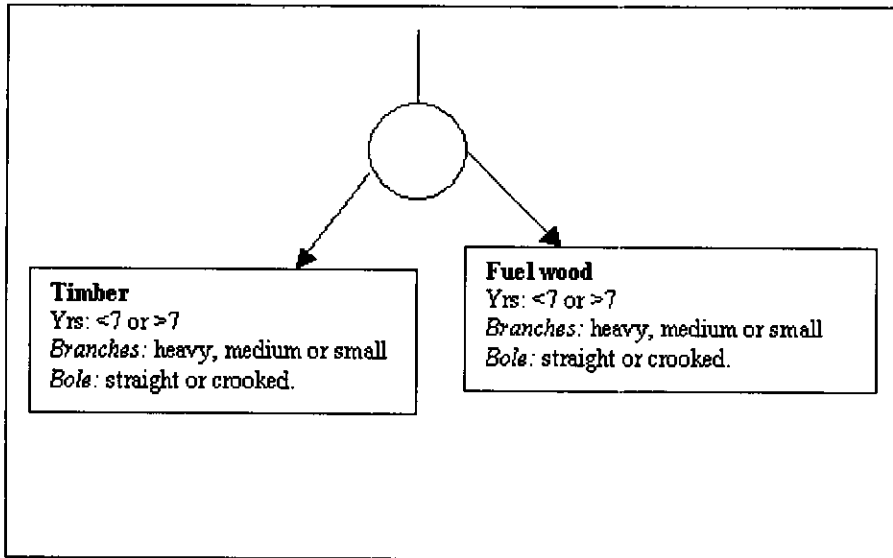 Timber
Yrs: <7 or >7
Branches: heavy, medium or small
Bole: straight or crooked.
Fuel wood
Yrs: <7 or >7
Branches: heavy, medium or small
Bole: straight or crooked.